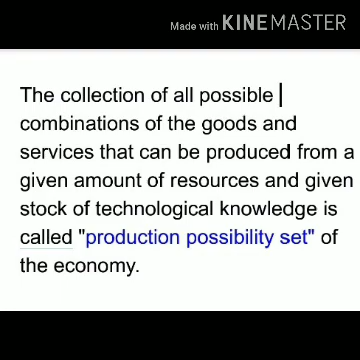 Made with KINEMASTER
The collection of all possible
combinations of the goods and
services that can be produced from a
given amount of resources and given
stock of technological knowledge is
called "production possibility set" of
the economy.